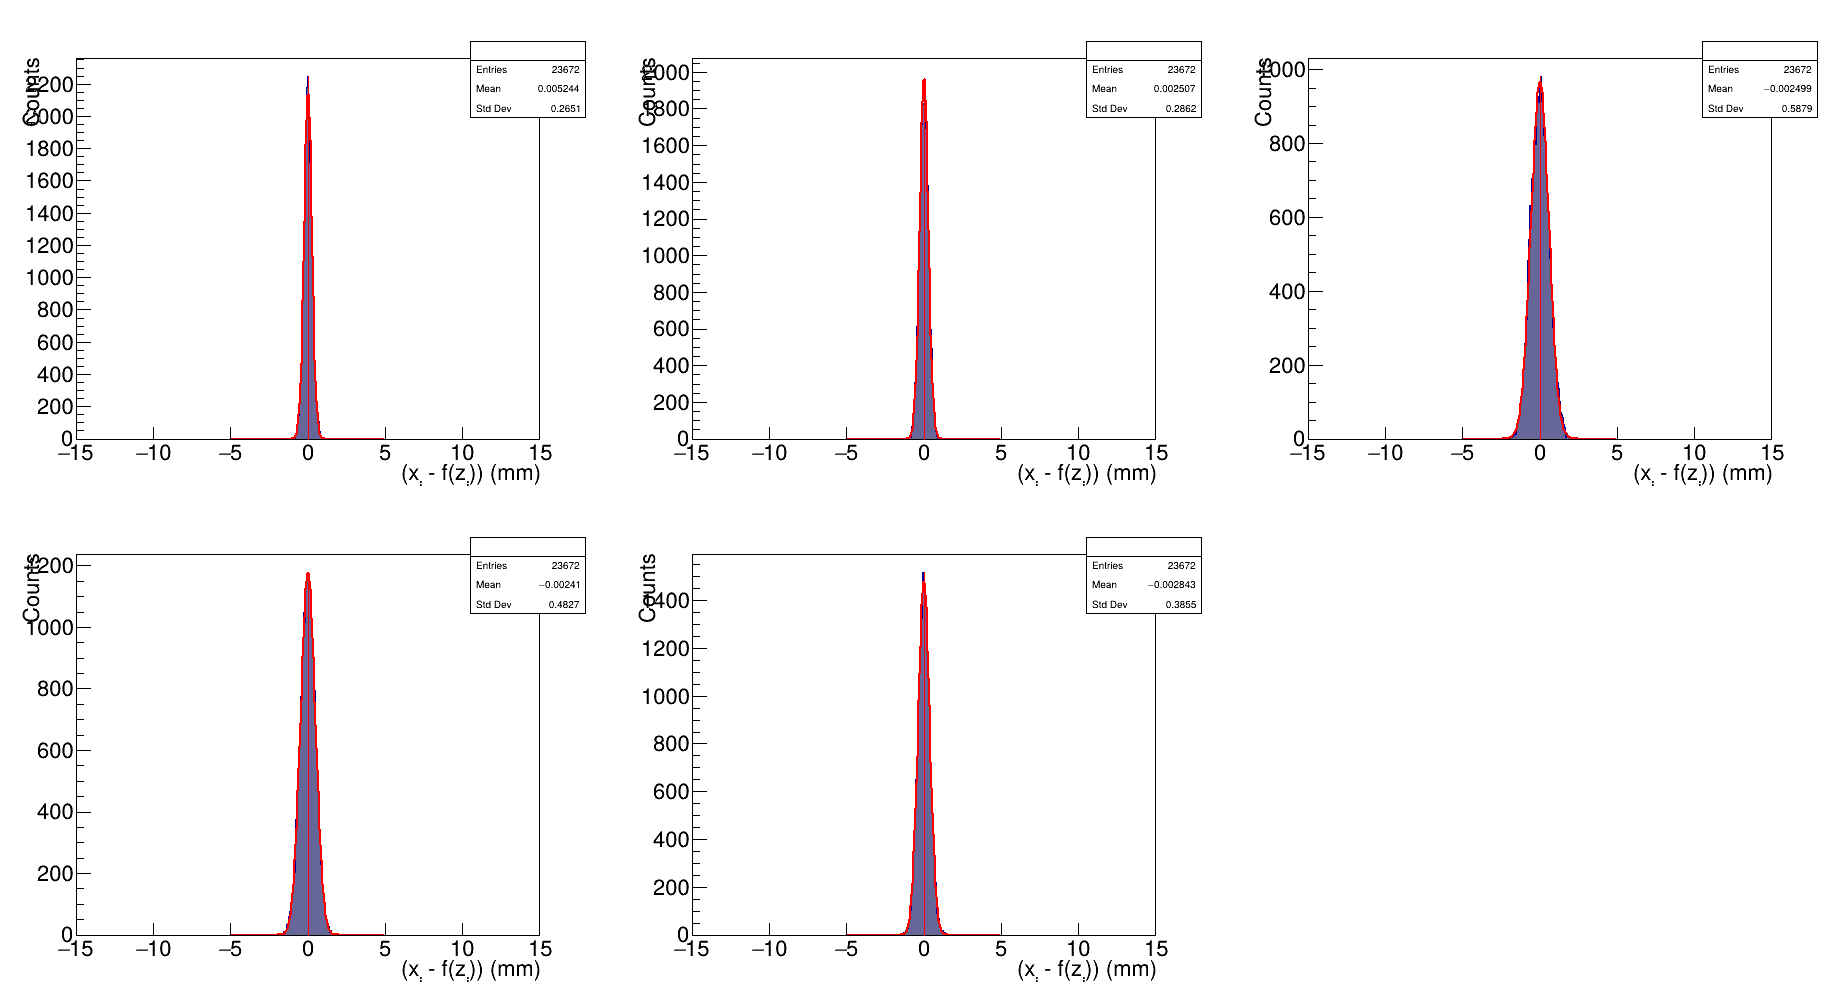 Counts
2200
2000
1800
1600
1400
1200
1000
800
600
400
200
0
−15 −10 −5 0 5 10 15
(x_i - f(z_i)) (mm)
Entries 23672
Mean 0.005244
Std Dev 0.2651
Counts
2000
1800
1600
1400
1200
1000
800
600
400
200
0
−15 −10 −5 0 5 10 15
(x_i - f(z_i)) (mm)
Entries 23672
Mean 0.002507
Std Dev 0.2862
Counts
1000
800
600
400
200
0
−15 −10 −5 0 5 10 15
(x_i - f(z_i)) (mm)
Entries 23672
Mean −0.002499
Std Dev 0.5879
Counts
1200
1000
800
600
400
200
0
−15 −10 −5 0 5 10 15
(x_i - f(z_i)) (mm)
Entries 23672
Mean −0.00241
Std Dev 0.4827
Counts
1400
1200
1000
800
600
400
200
0
−15 −10 −5 0 5 10 15
(x_i - f(z_i)) (mm)
Entries 23672
Mean −0.002843
Std Dev 0.3855